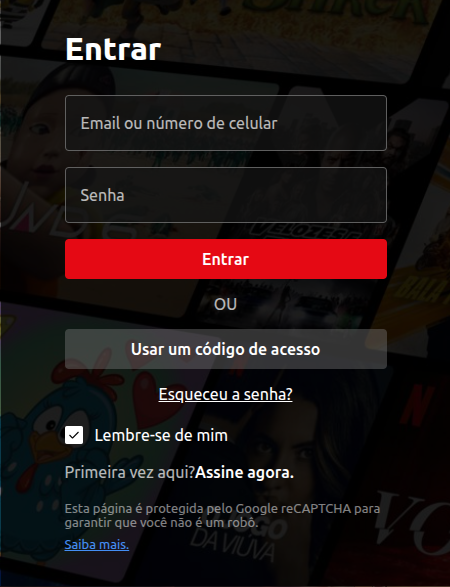 Entrar
Email ou número de celular
Senha
Entrar
OU
Usar um código de acesso
Esqueceu a senha?
Lembre-se de mim
Primeira vez aqui?Assine agora.
Esta página é protegida pelo Google reCAPTCHA para
garantir que você não é um robô.
Saiba mais.
DA VIÚVA